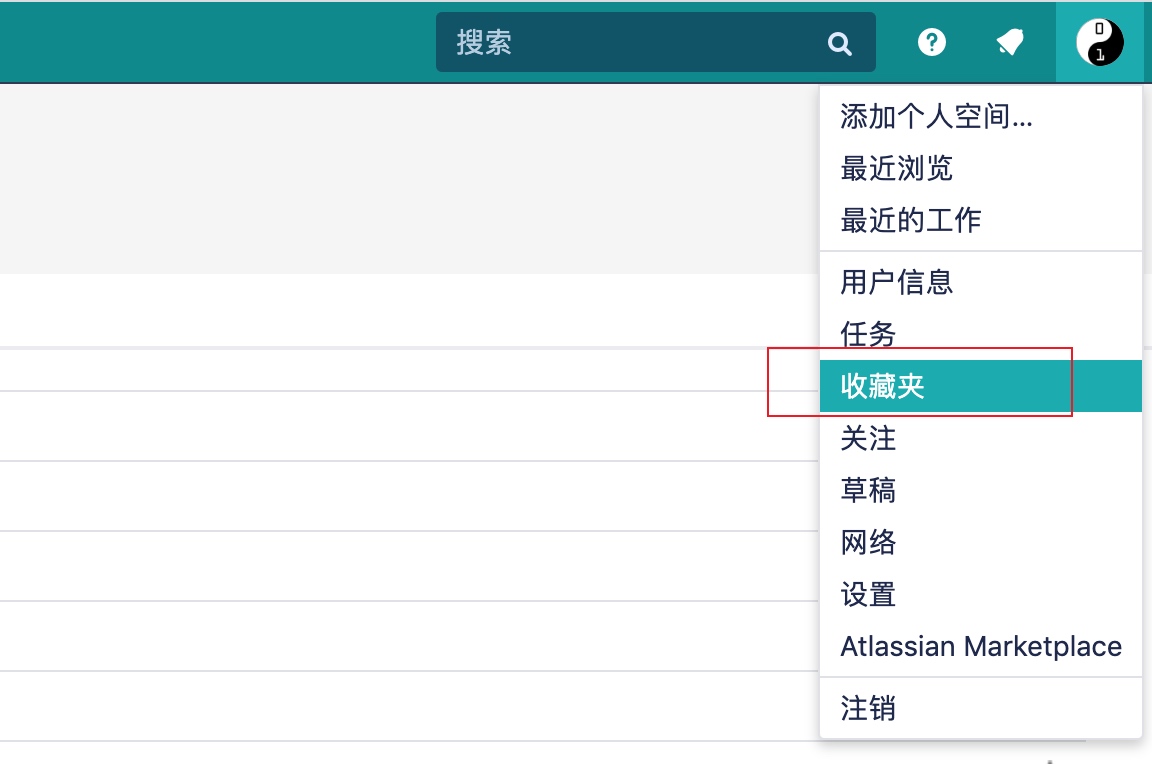 搜索
0
1
添加个人空间...
最近浏览
最近的工作
用户信息
任务
收藏夹
关注
草稿
网络
设置
Atlassian Marketplace
注销